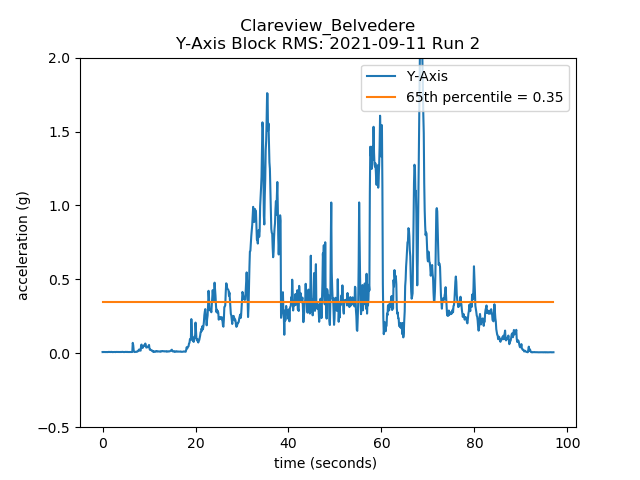 Clareview_Belvedere
Y-Axis Block RMS: 2021-09-11 Run 2
2.0
1.5
1.0
0.5
0.0
−0.5
acceleration (g)
Y-Axis
65th percentile = 0.35
0 20 40 60 80 100
time (seconds)